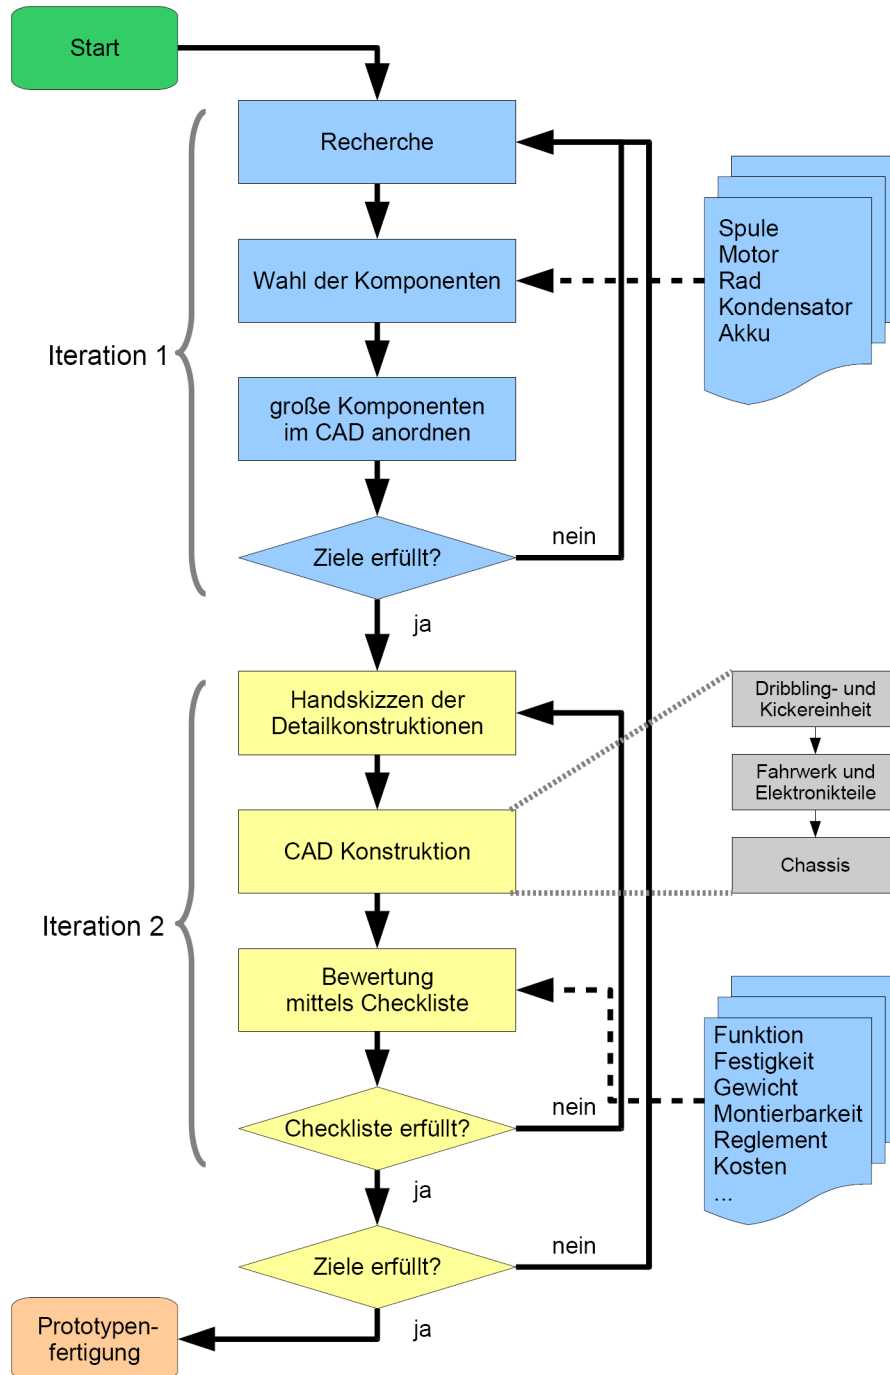 Start
Recherche
Wahl der Komponenten
Spule
Motor
Rad
Kondensator
Akku
Iteration 1
große Komponenten
im CAD anordnen
Ziele erfüllt?
nein
ja
Handskizzen der
Detailkonstruktionen
Dribbling- und
Kickereinheit
Fahrwerk und
Elektronikteile
Chassis
CAD Konstruktion
Iteration 2
Bewertung
mittels Checkliste
Funktion
Festigkeit
Gewicht
Montierbarkeit
Reglement
Kosten
...
Checkliste erfüllt?
nein
ja
Ziele erfüllt?
nein
ja
Prototypen-
fertigung